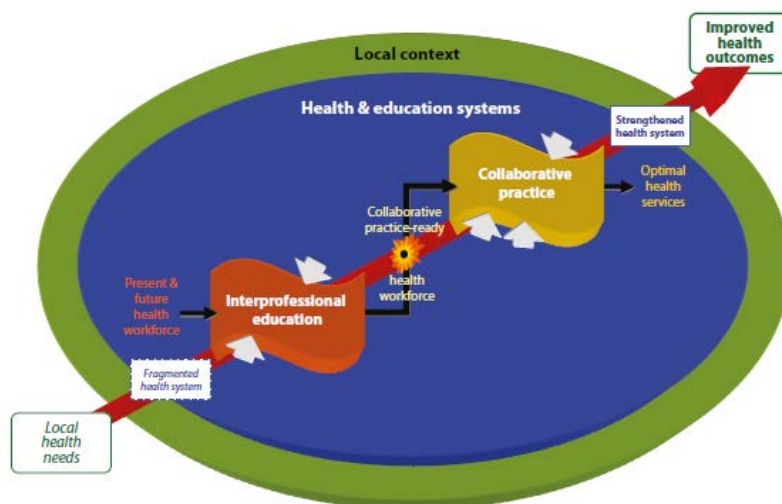 Improved
health
outcomes
Local context
Health & education systems
Strengthened
health system
Collaborative
practice
Optimal
health
services
Collaborative
practice-ready
health
workforce
Present &
future
health
workforce
Interprofessional
education
Fragmented
health system
Local
health
needs